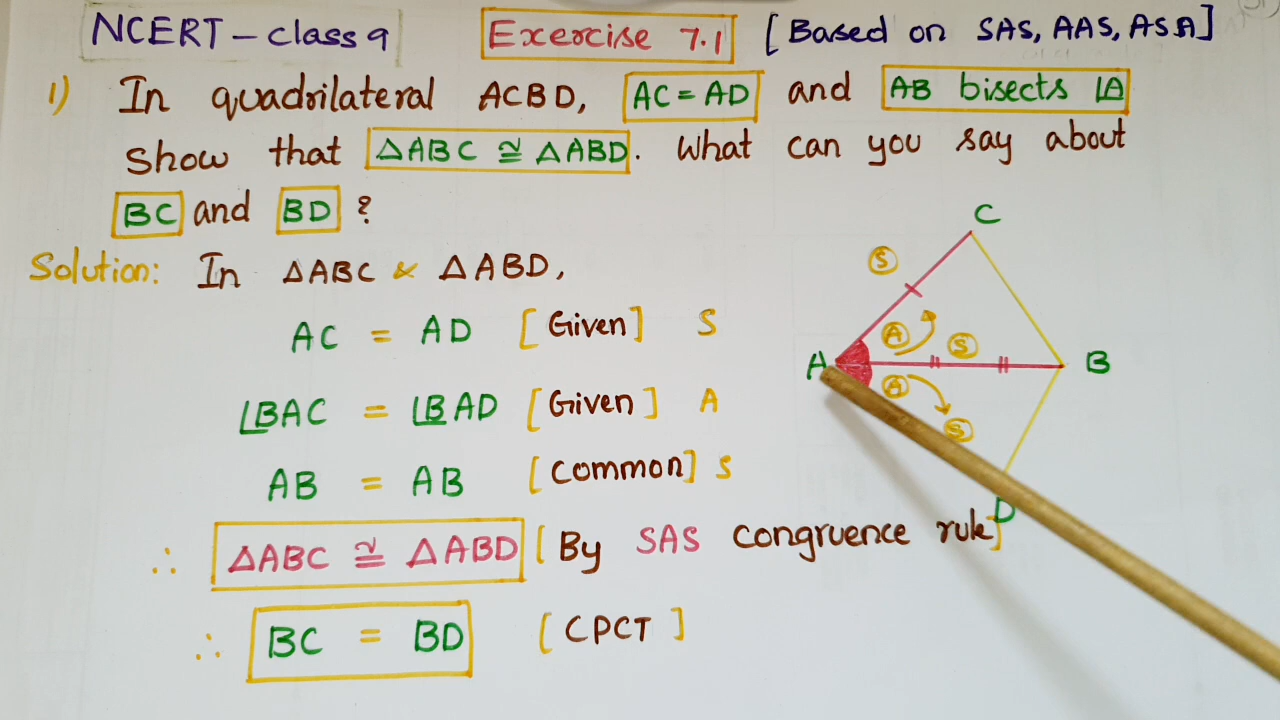 NCERT - class 9 Exercise 7.1 [Based on SAS, AAS, ASA]
1) In quadrilateral ACBD, AC = AD and AB bisects ∠A
Show that ΔABC ≅ ΔABD. What can you say about
BC and BD ?
Solution: In ΔABC & ΔABD,
AC = AD [Given] S
∠BAC = ∠BAD [Given] A
AB = AB [Common] S
∴ ΔABC ≅ ΔABD [By SAS congruence rule]
∴ BC = BD [CPCT]
C
S
A S
A B
A
S
D